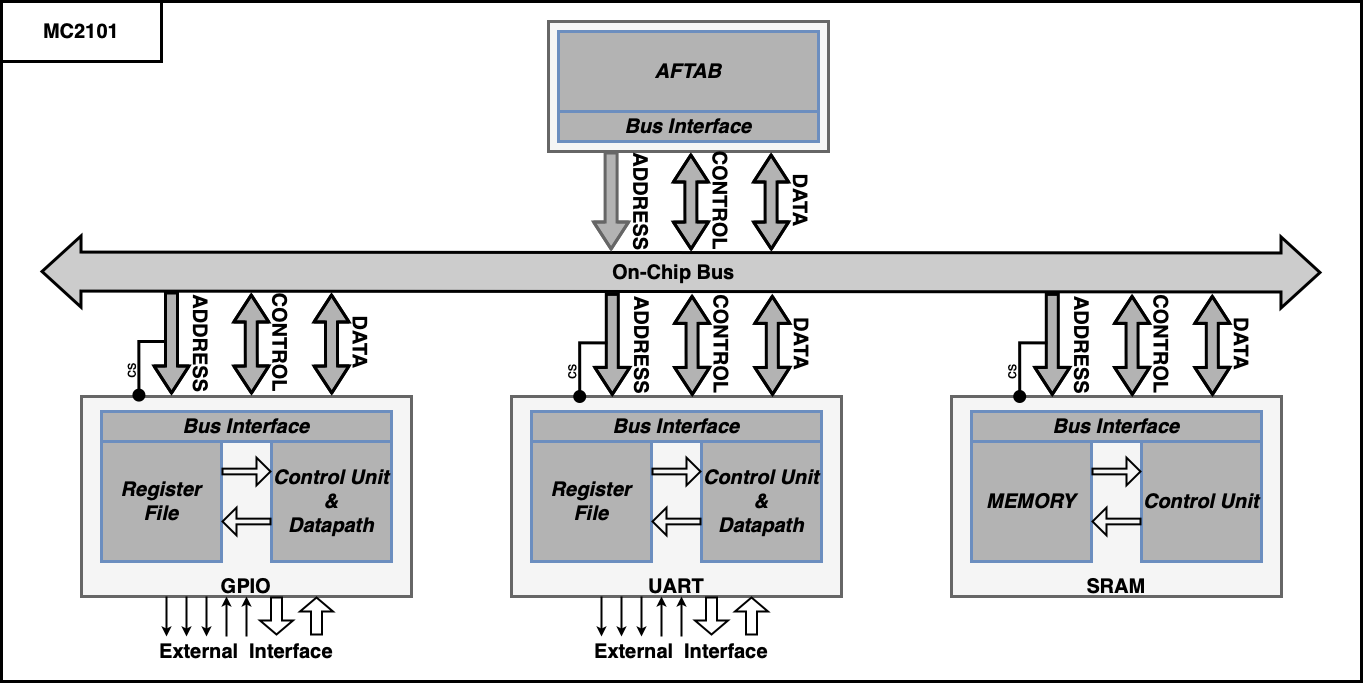 MC2101
AFTAB
Bus Interface
ADDRESS
CONTROL
DATA
On-Chip Bus
ADDRESS
CONTROL
DATA
CS
ADDRESS
CONTROL
DATA
CS
ADDRESS
CONTROL
DATA
CS
Bus Interface
Register
File
Control Unit
&
Datapath
GPIO
External Interface
Bus Interface
Register
File
Control Unit
&
Datapath
UART
External Interface
Bus Interface
MEMORY
Control Unit
SRAM